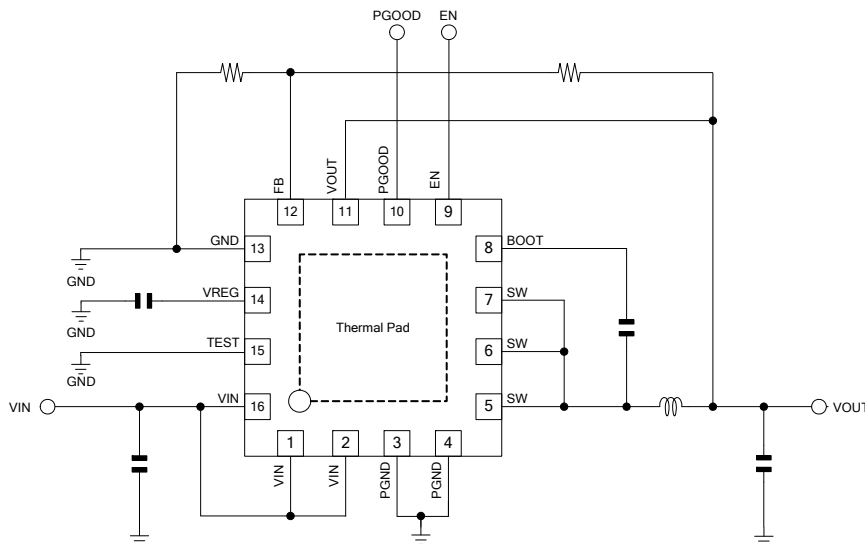 PGOOD EN
FB
VOUT
PGOOD
EN
12 11 10 9
GND 13
GND
8 BOOT
VREG 14
GND
7 SW
Thermal Pad
TEST 15
GND
6 SW
VIN VIN 16
5 SW
VOUT
1 2 3 4
VIN
VIN
PGND
PGND